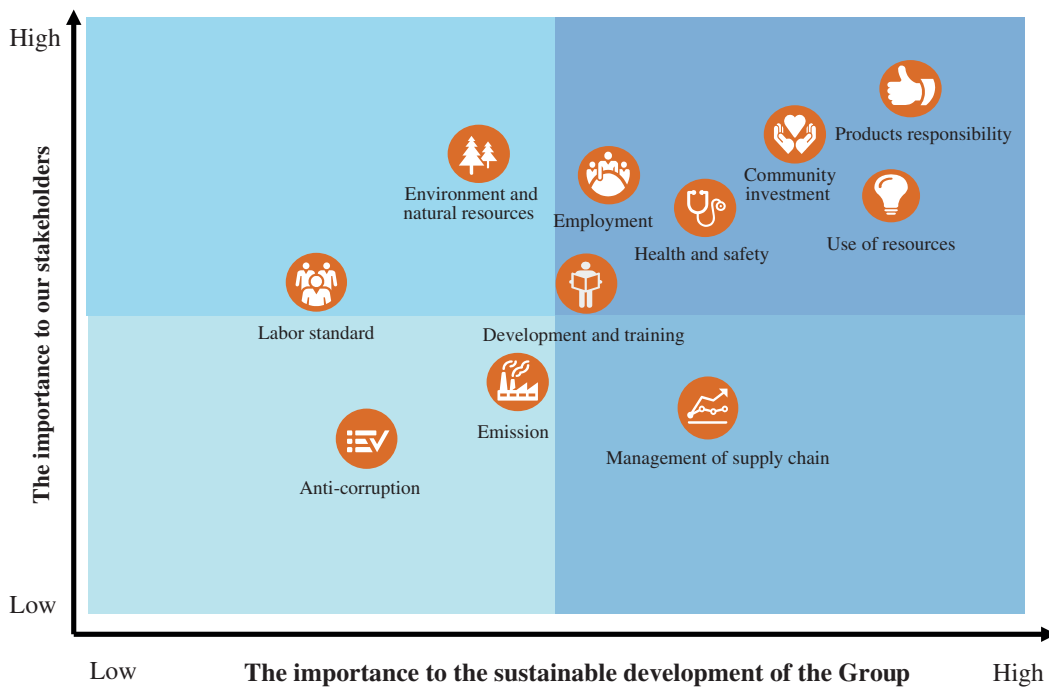 High
The importance to our stakeholders
Products responsibility
Community
investment
Environment and
natural resources
Employment
Health and safety
Use of resources
Labor standard
Development and training
Emission
Management of supply chain
Anti-corruption
Low
Low
The importance to the sustainable development of the Group
High